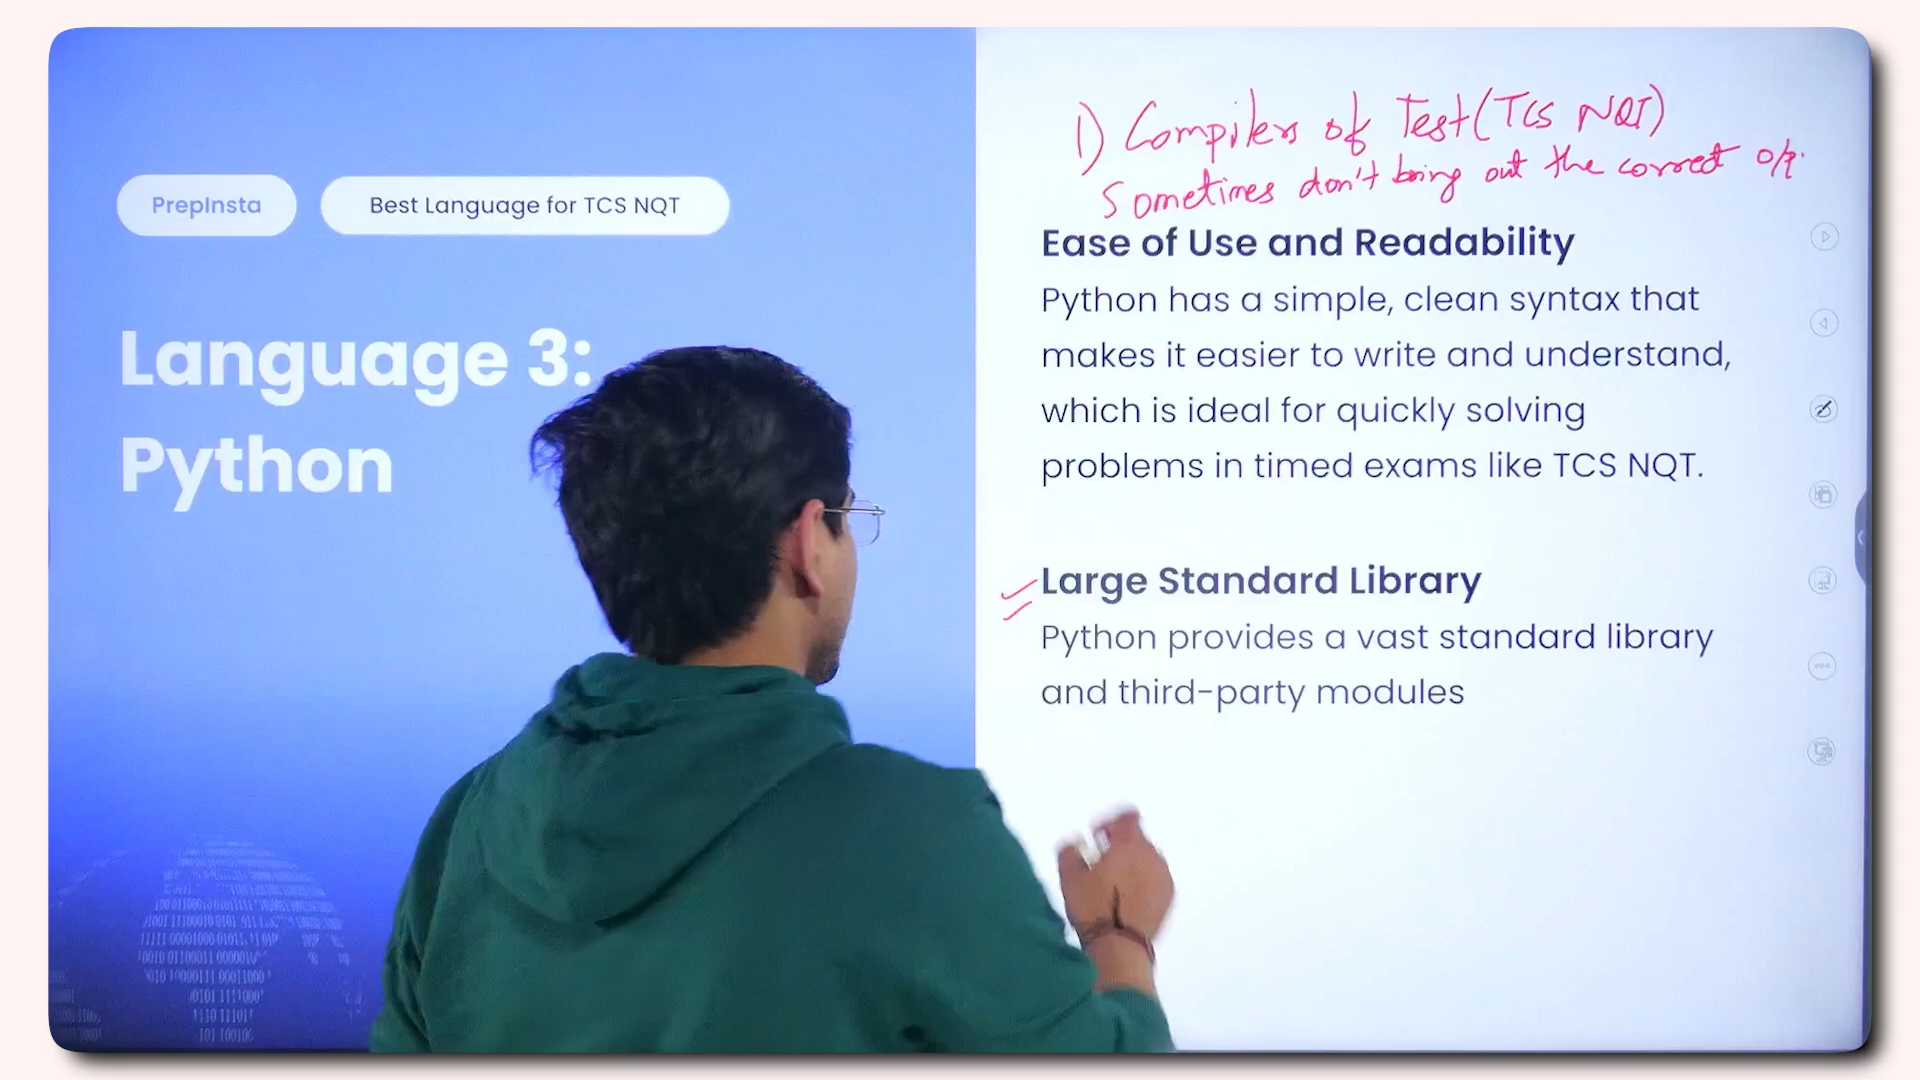 PrepInsta
Best Language for TCS NQT
Language 3:
Python
1) Compilers of Test (TCS NQT)
Sometimes don't bring out the correct o/p.
Ease of Use and Readability
Python has a simple, clean syntax that
makes it easier to write and understand,
which is ideal for quickly solving
problems in timed exams like TCS NQT.
Large Standard Library
Python provides a vast standard library
and third-party modules